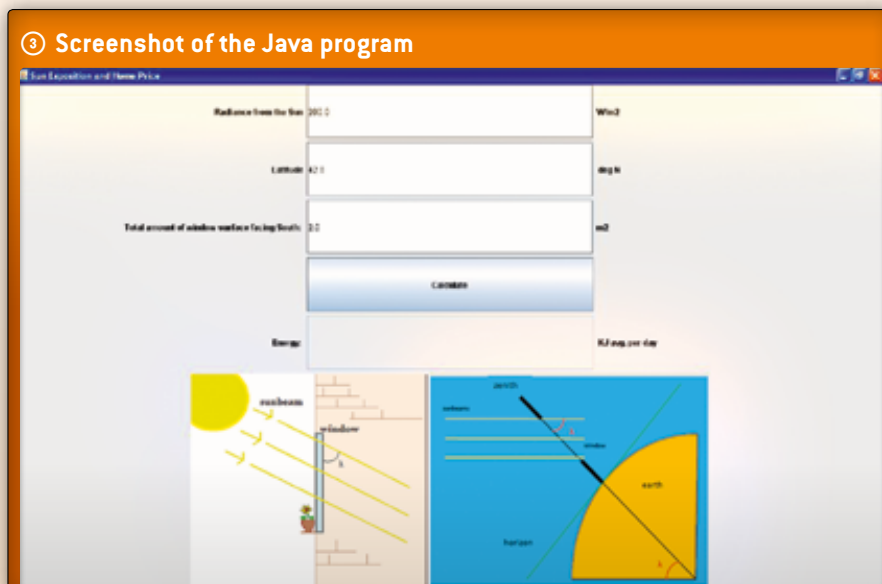 ③ Screenshot of the Java program
Sun Exposition and Home Price
Radiance from the Sun W/m2
Latitude deg N
Total amount of window surface facing South: m2
Calculate
Energy: KJ avg. per day
sunbeam
window
λ
zenith
sunbeams
λ
window
earth
horizon
λ